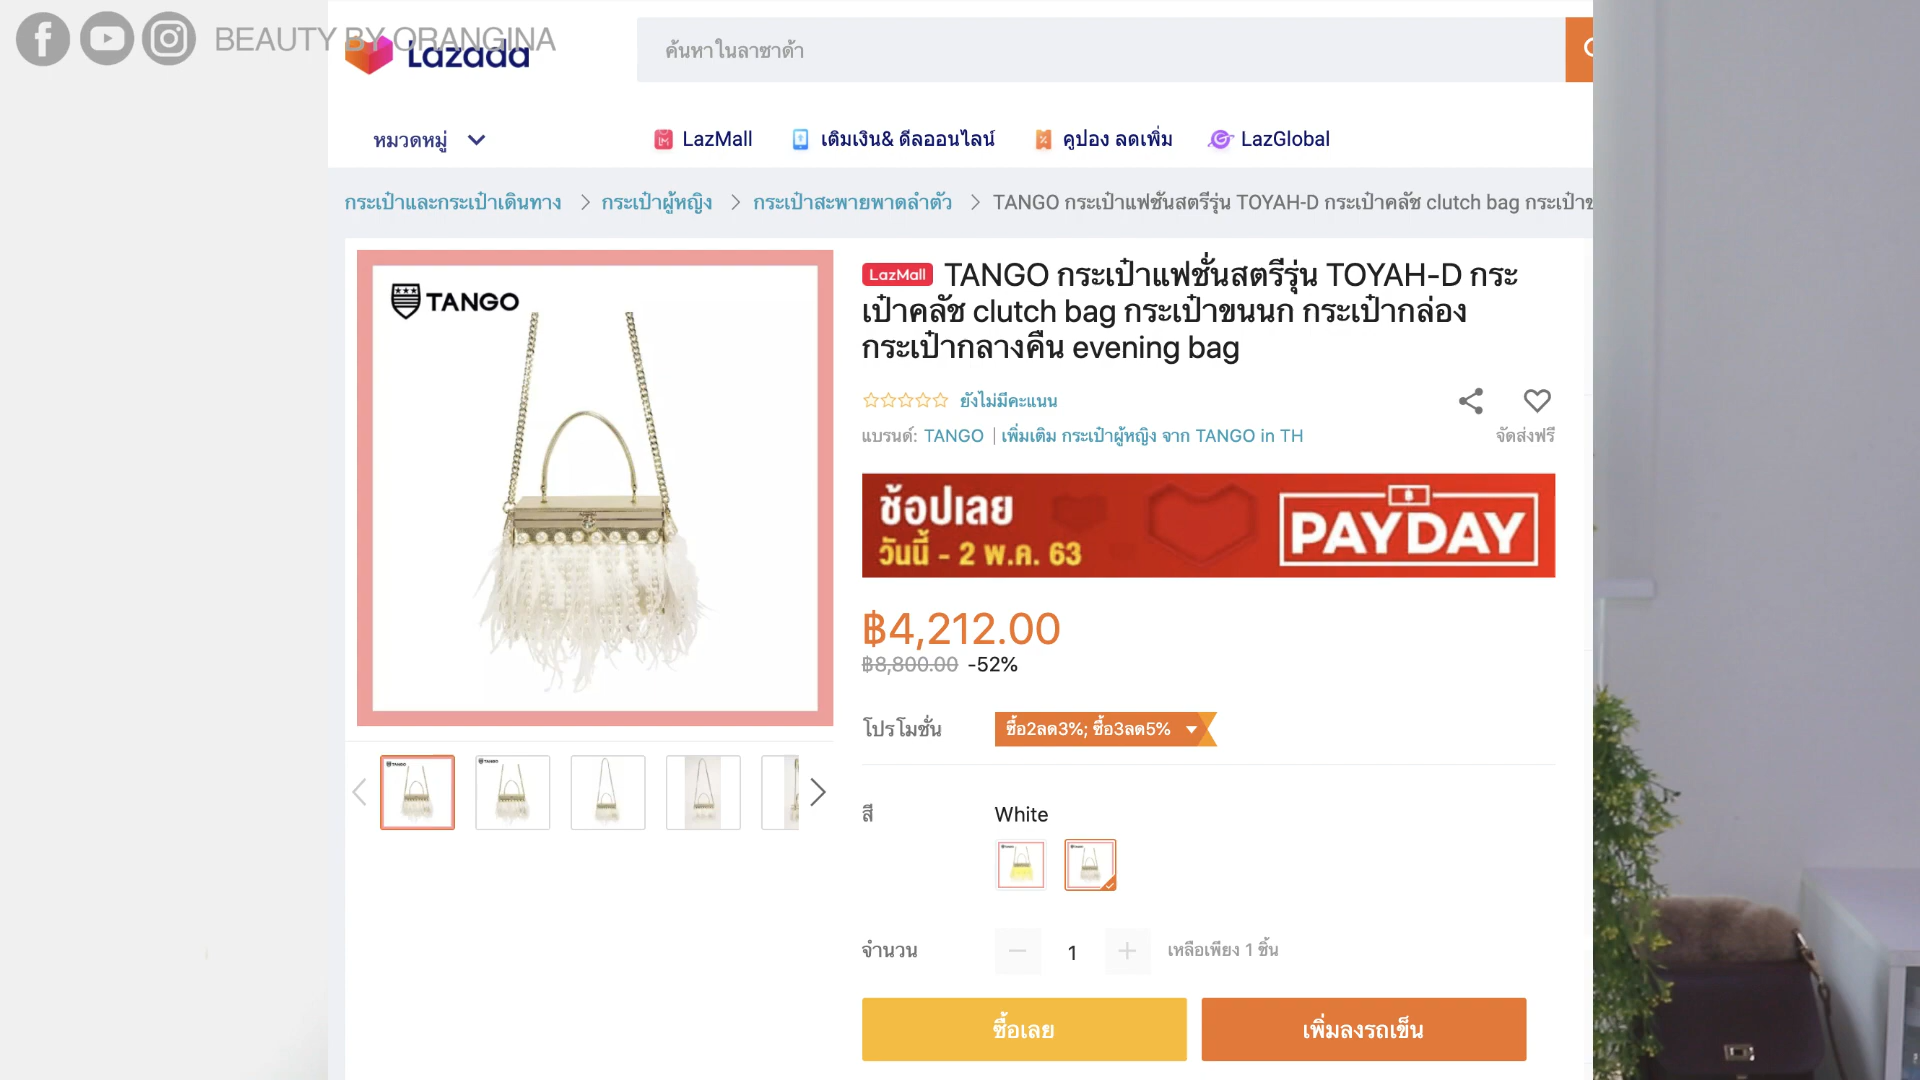 BEAUTY BY ORANGINA
Lazada
ค้นหาในลาซาด้า
หมวดหมู่
LazMall
เติมเงิน& ดีลออนไลน์
คูปอง ลดเพิ่ม
LazGlobal
กระเป๋าและกระเป๋าเดินทาง
กระเป๋าผู้หญิง
กระเป๋าสะพายพาดลำตัว
TANGO กระเป๋าแฟชั่นสตรีรุ่น TOYAH-D กระเป๋าคลัช clutch bag
TANGO
LazMall TANGO กระเป๋าแฟชั่นสตรีรุ่น TOYAH-D กระ
เป๋าคลัช clutch bag กระเป๋าขนนก กระเป๋ากล่อง
กระเป๋ากลางคืน evening bag
ยังไม่มีคะแนน
แบรนด์: TANGO | เพิ่มเติม กระเป๋าผู้หญิง จาก TANGO in TH
จัดส่งฟรี
ช้อปเลย
วันนี้ - 2 พ.ค. 63
PAYDAY
฿4,212.00
฿8,800.00 -52%
โปรโมชั่น
ซื้อ2ลด3%; ซื้อ3ลด5%
สี
White
จำนวน
1
เหลือเพียง 1 ชิ้น
ซื้อเลย
เพิ่มลงรถเข็น